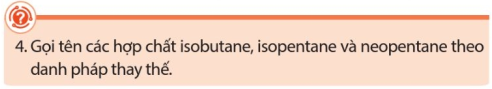 4. Gọi tên các hợp chất isobutane, isopentane và neopentane theo
danh pháp thay thế.